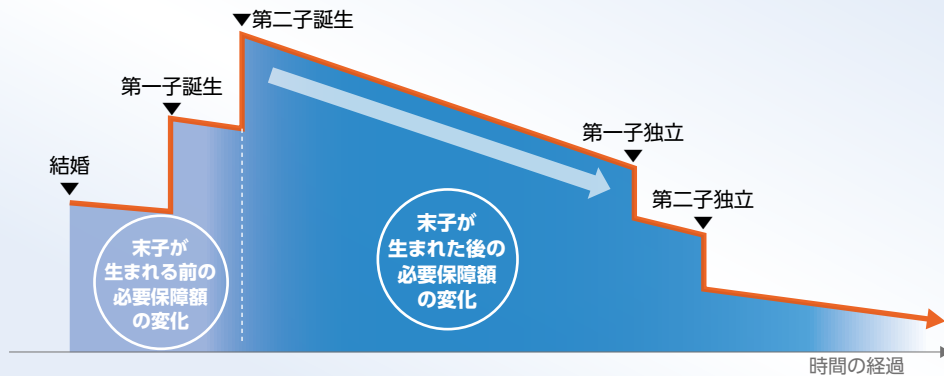 第二子誕生
第一子誕生
結婚
第一子独立
第二子独立
末子が
生まれる前の
必要保障額
の変化
末子が
生まれた後の
必要保障額
の変化
時間の経過